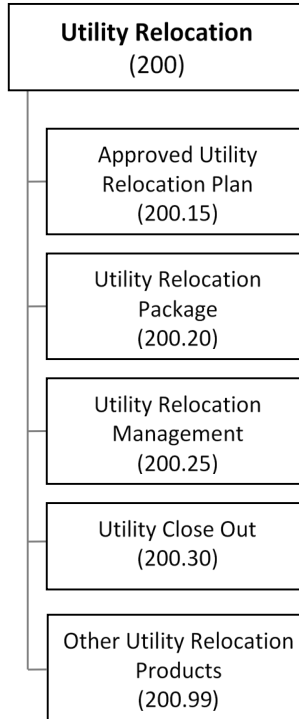 Utility Relocation
(200)
Approved Utility
Relocation Plan
(200.15)
Utility Relocation
Package
(200.20)
Utility Relocation
Management
(200.25)
Utility Close Out
(200.30)
Other Utility Relocation
Products
(200.99)